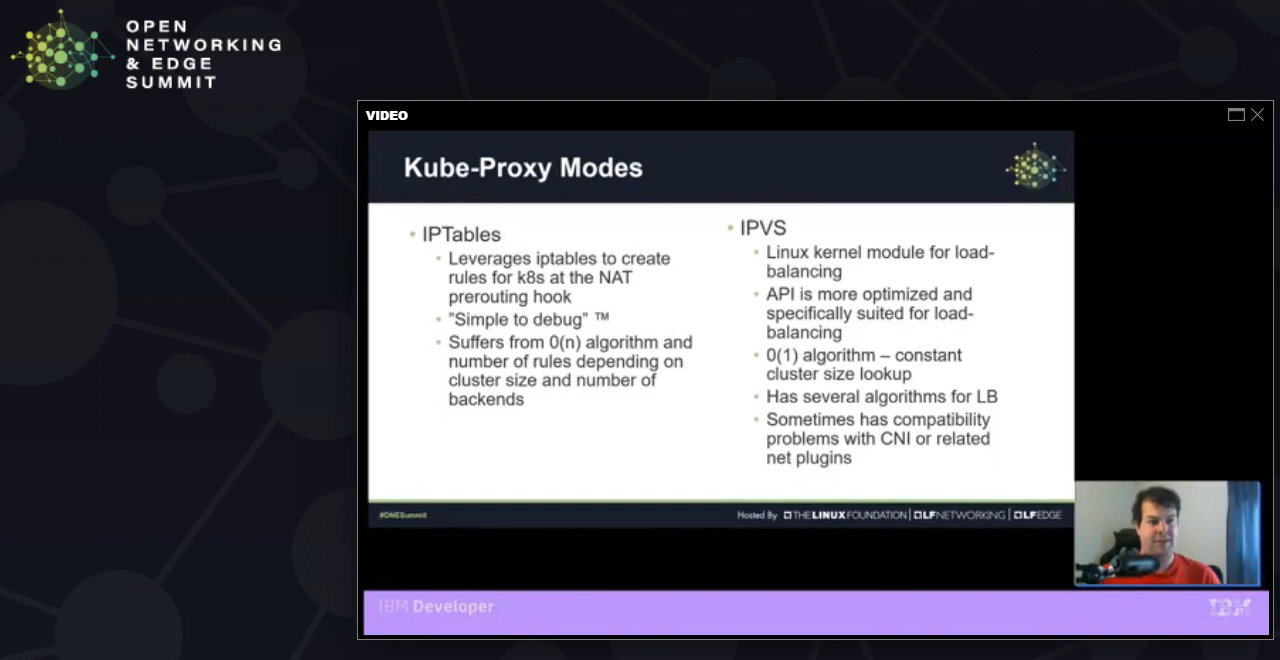 OPEN
NETWORKING
& EDGE
SUMMIT
VIDEO
Kube-Proxy Modes
• IPTables
• Leverages iptables to create
rules for k8s at the NAT
prerouting hook
• "Simple to debug" ™
• Suffers from 0(n) algorithm and
number of rules depending on
cluster size and number of
backends
• IPVS
• Linux kernel module for load-
balancing
• API is more optimized and
specifically suited for load-
balancing
• 0(1) algorithm – constant
cluster size lookup
• Has several algorithms for LB
• Sometimes has compatibility
problems with CNI or related
net plugins
#ONESummit
Hosted By THE LINUX FOUNDATION | LFNETWORKING | LFEDGE
IBM Developer
IBM